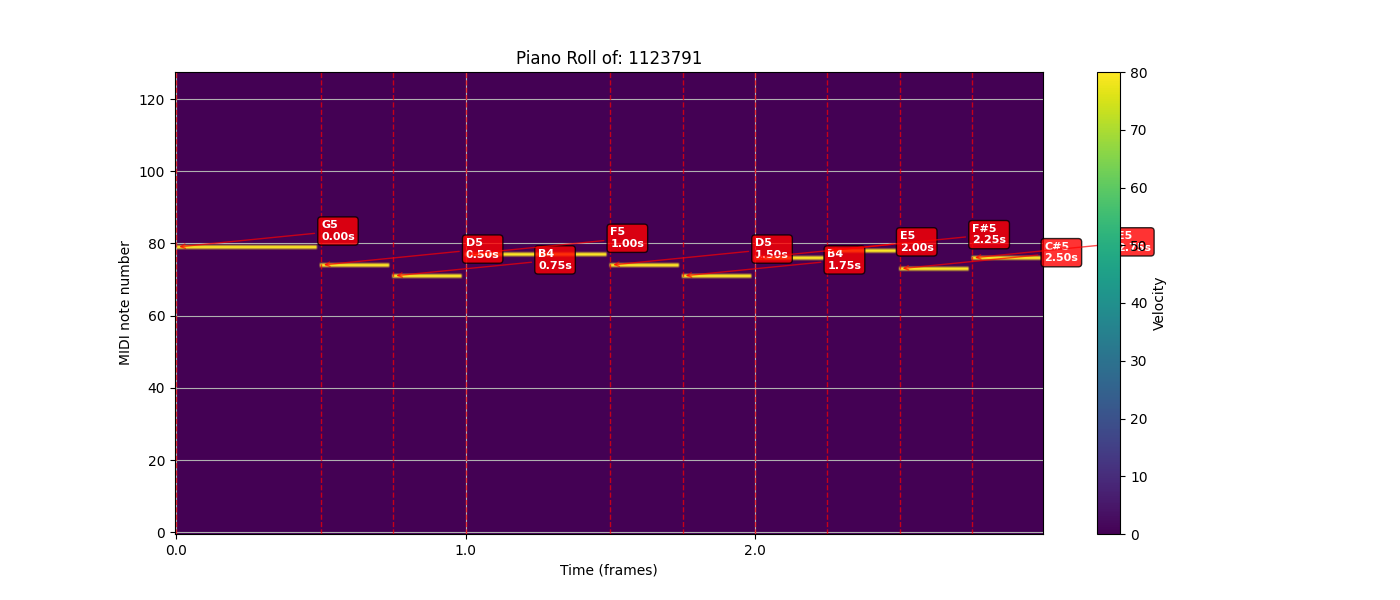 Piano Roll of: 1123791
120
100
80
60
40
20
0
MIDI note number
G5
0.00s
D5
0.50s
B4
0.75s
F5
1.00s
D5
1.50s
B4
1.75s
E5
2.00s
F#5
2.25s
C#5
2.50s
E5
0.0
1.0
2.0
Time (frames)
80
70
60
50
40
30
20
10
0
Velocity